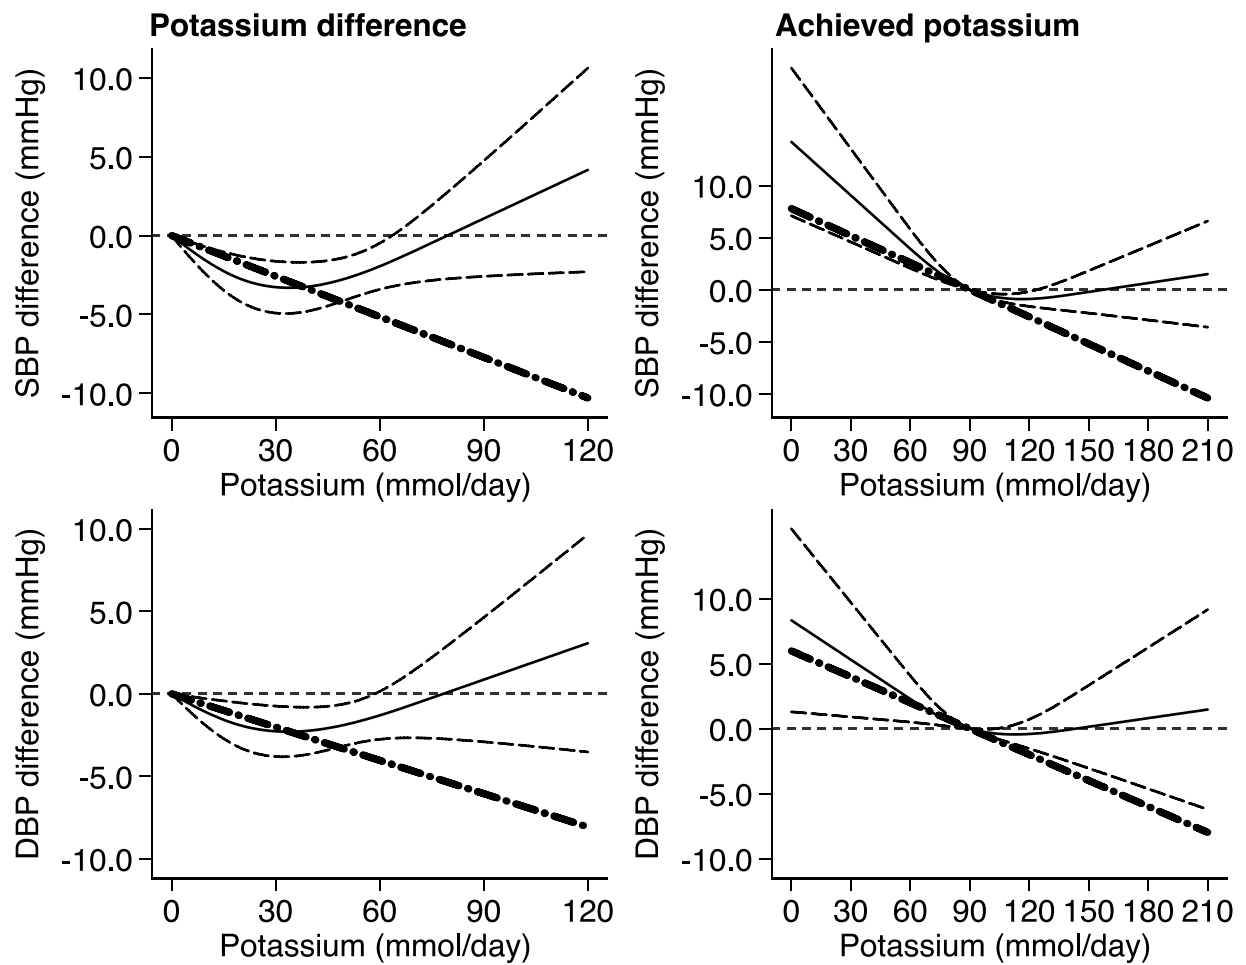 Potassium difference
SBP difference (mmHg)
10.0
5.0
0.0
-5.0
-10.0
0 30 60 90 120
Potassium (mmol/day)
Achieved potassium
SBP difference (mmHg)
10.0
5.0
0.0
-5.0
-10.0
0 30 60 90 120 150 180 210
Potassium (mmol/day)
DBP difference (mmHg)
10.0
5.0
0.0
-5.0
-10.0
0 30 60 90 120
Potassium (mmol/day)
DBP difference (mmHg)
10.0
5.0
0.0
-5.0
-10.0
0 30 60 90 120 150 180 210
Potassium (mmol/day)